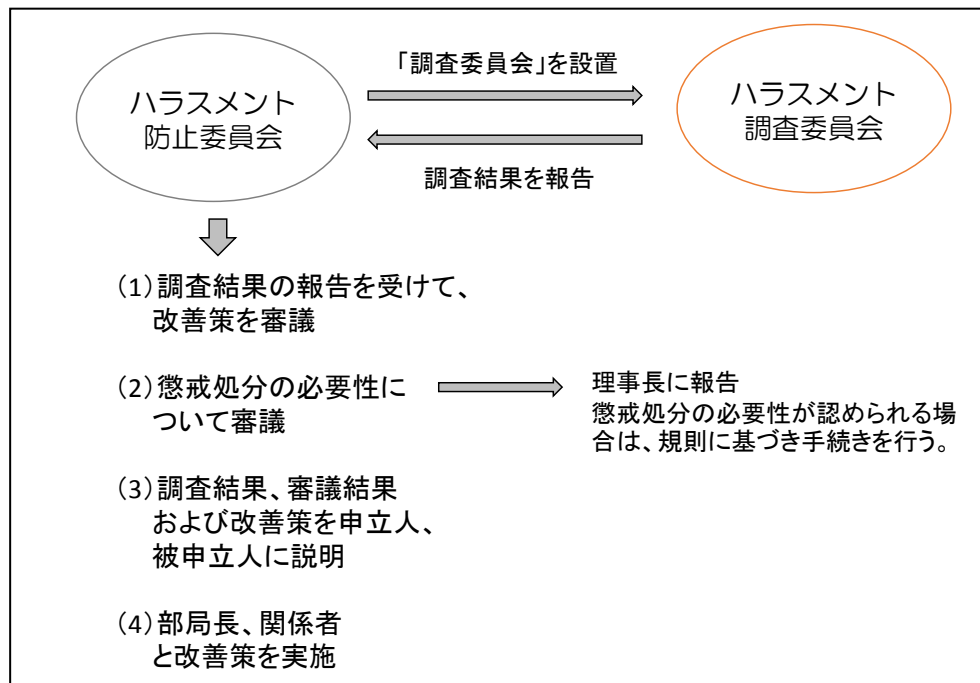 ハラスメント
防止委員会
「調査委員会」を設置
調査結果を報告
ハラスメント
調査委員会
(1)調査結果の報告を受けて、
改善策を審議
(2)懲戒処分の必要性に
ついて審議
理事長に報告
懲戒処分の必要性が認められる場
合は、規則に基づき手続きを行う。
(3)調査結果、審議結果
および改善策を申立人、
被申立人に説明
(4)部局長、関係者
と改善策を実施